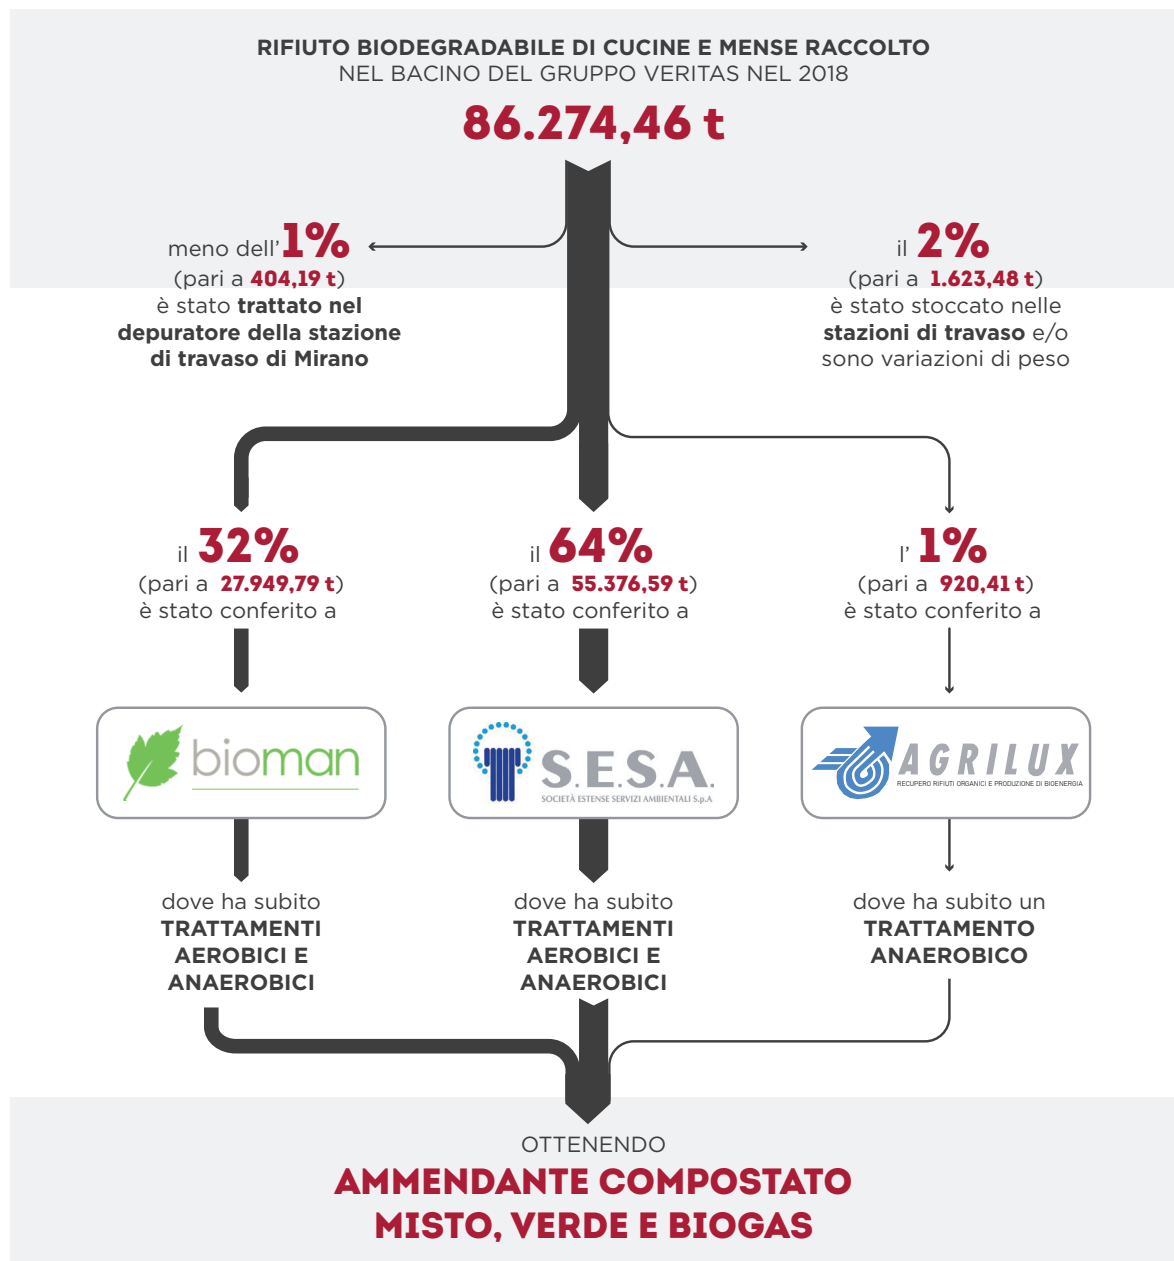 RIFIUTO BIODEGRADABILE DI CUCINE E MENSE RACCOLTO
NEL BACINO DEL GRUPPO VERITAS NEL 2018
86.274,46 t
meno dell'1%
(pari a 404,19 t)
è stato trattato nel
depuratore della stazione
di travaso di Mirano
il 2%
(pari a 1.623,48 t)
è stato stoccato nelle
stazioni di travaso e/o
sono variazioni di peso
il 32%
(pari a 27.949,79 t)
è stato conferito a
il 64%
(pari a 55.376,59 t)
è stato conferito a
l' 1%
(pari a 920,41 t)
è stato conferito a
bioman
S.E.S.A.
SOCIETÀ ESTENSE SERVIZI AMBIENTALI S.p.A
AGRILUX
RECUPERO RIFIUTI ORGANICI E PRODUZIONE DI BIOENERGIA
dove ha subito
TRATTAMENTI
AEROBICI E
ANAEROBICI
dove ha subito
TRATTAMENTI
AEROBICI E
ANAEROBICI
dove ha subito un
TRATTAMENTO
ANAEROBICO
OTTENENDO
AMMENDANTE COMPOSTATO
MISTO, VERDE E BIOGAS